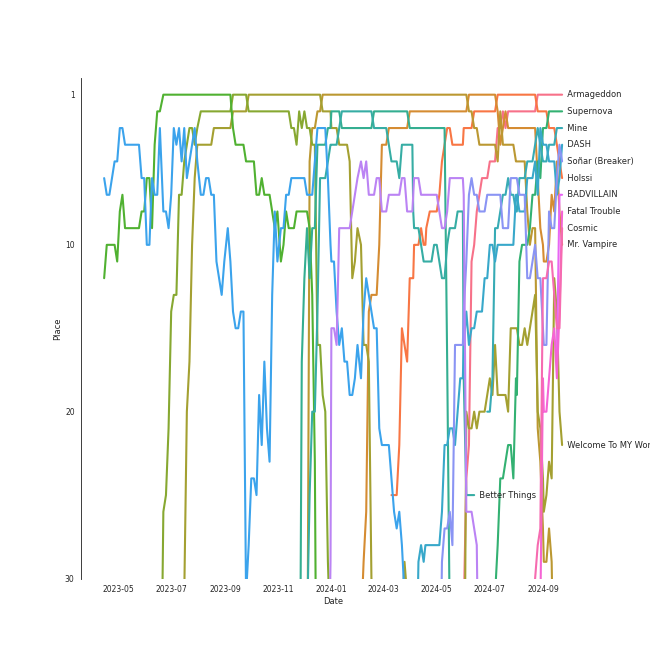 1
10
20
30
Place
2023-05
2023-07
2023-09
2023-11
2024-01
2024-03
2024-05
2024-07
2024-09
Date
Armageddon
Supernova
Mine
DASH
Soñar (Breaker)
Holssi
BADVILLAIN
Fatal Trouble
Cosmic
Mr. Vampire
Welcome To MY Wor
Better Things